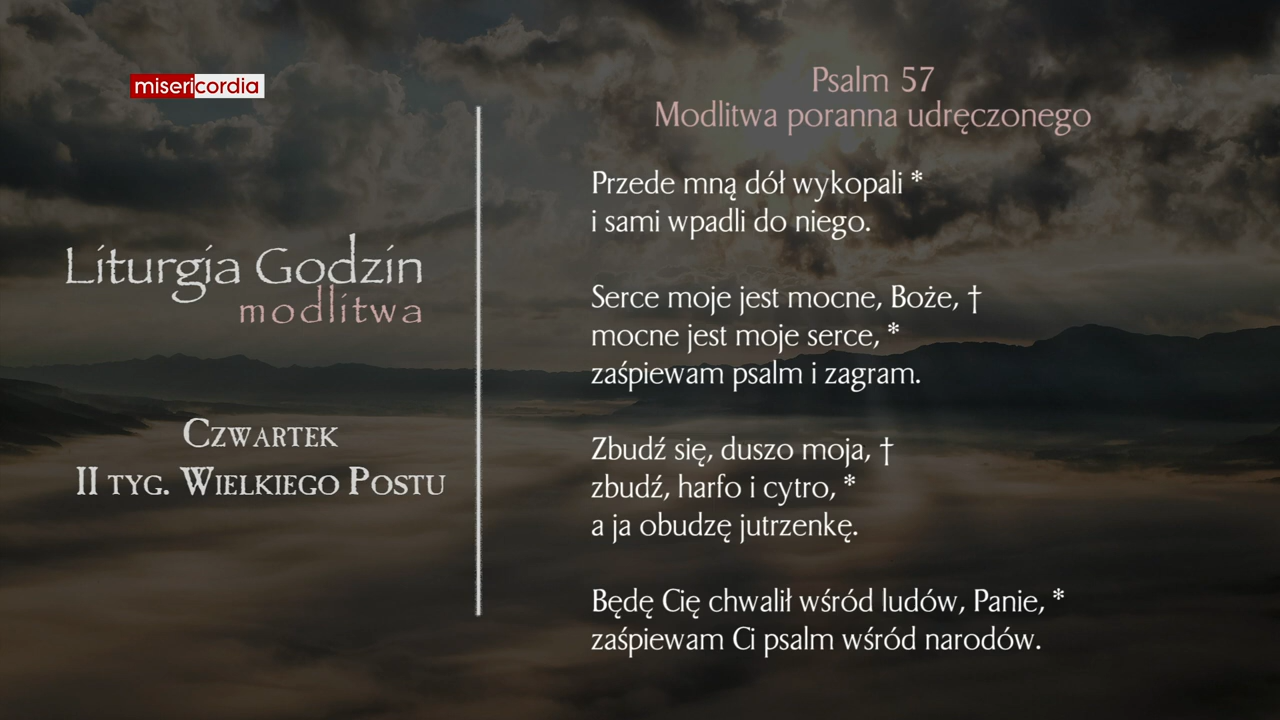 misericordia
Liturgia Godzin
modlitwa
Czwartek
II tyg. Wielkiego Postu
Psalm 57
Modlitwa poranna udręczonego
Przede mną dół wykopali *
i sami wpadli do niego.
Serce moje jest mocne, Boże, †
mocne jest moje serce, *
zaśpiewam psalm i zagram.
Zbudź się, duszo moja, †
zbudź, harfo i cytro, *
a ja obudzę jutrzenkę.
Będę Cię chwalił wśród ludów, Panie, *
zaśpiewam Ci psalm wśród narodów.